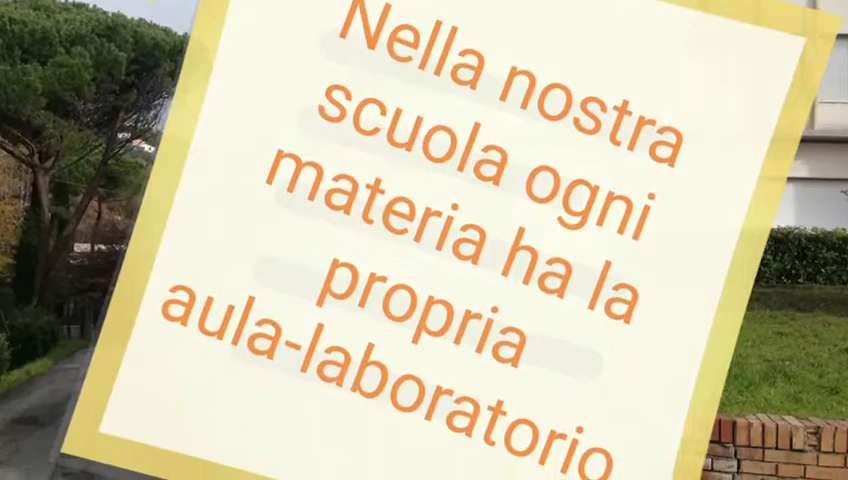 Nella nostra
scuola ogni
materia ha la
propria
aula-laboratorio